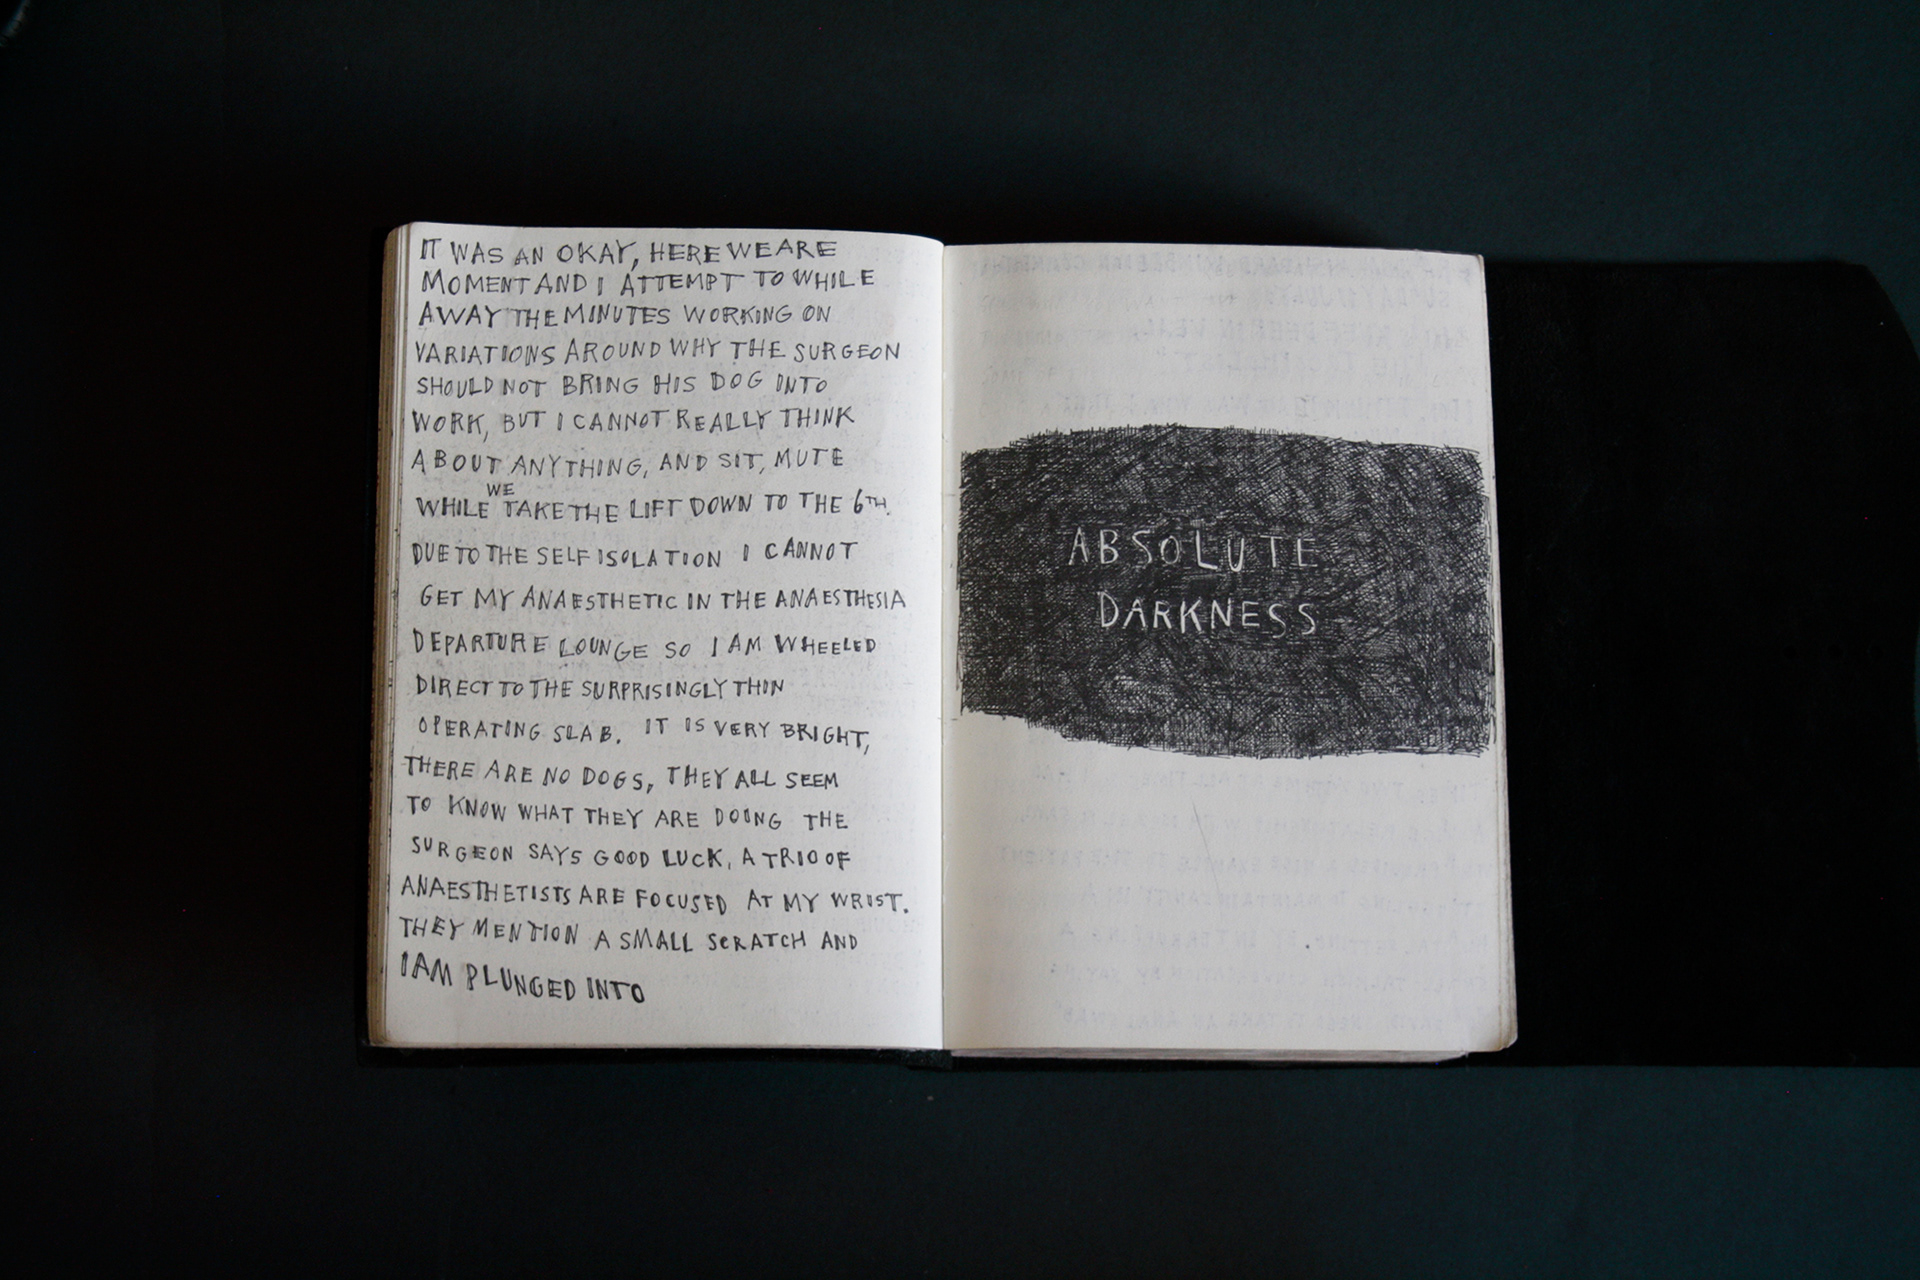 IT WAS AN OKAY, HERE WE ARE
MOMENT AND I ATTEMPT TO WHILE
AWAY THE MINUTES WORKING ON
VARIATIONS AROUND WHY THE SURGEON
SHOULD NOT BRING HIS DOG INTO
WORK, BUT I CANNOT REALLY THINK
ABOUT ANYTHING, AND SIT, MUTE
WHILE WE TAKE THE LIFT DOWN TO THE 6TH.
DUE TO THE SELF ISOLATION I CANNOT
GET MY ANAESTHETIC IN THE ANAESTHESIA
DEPARTURE LOUNGE SO I AM WHEELED
DIRECT TO THE SURPRISINGLY THIN
OPERATING SLAB. IT IS VERY BRIGHT,
THERE ARE NO DOGS, THEY ALL SEEM
TO KNOW WHAT THEY ARE DOING THE
SURGEON SAYS GOOD LUCK, A TRIO OF
ANAESTHETISTS ARE FOCUSED AT MY WRIST.
THEY MENTION A SMALL SCRATCH AND
I AM PLUNGED INTO
ABSOLUTE
DARKNESS